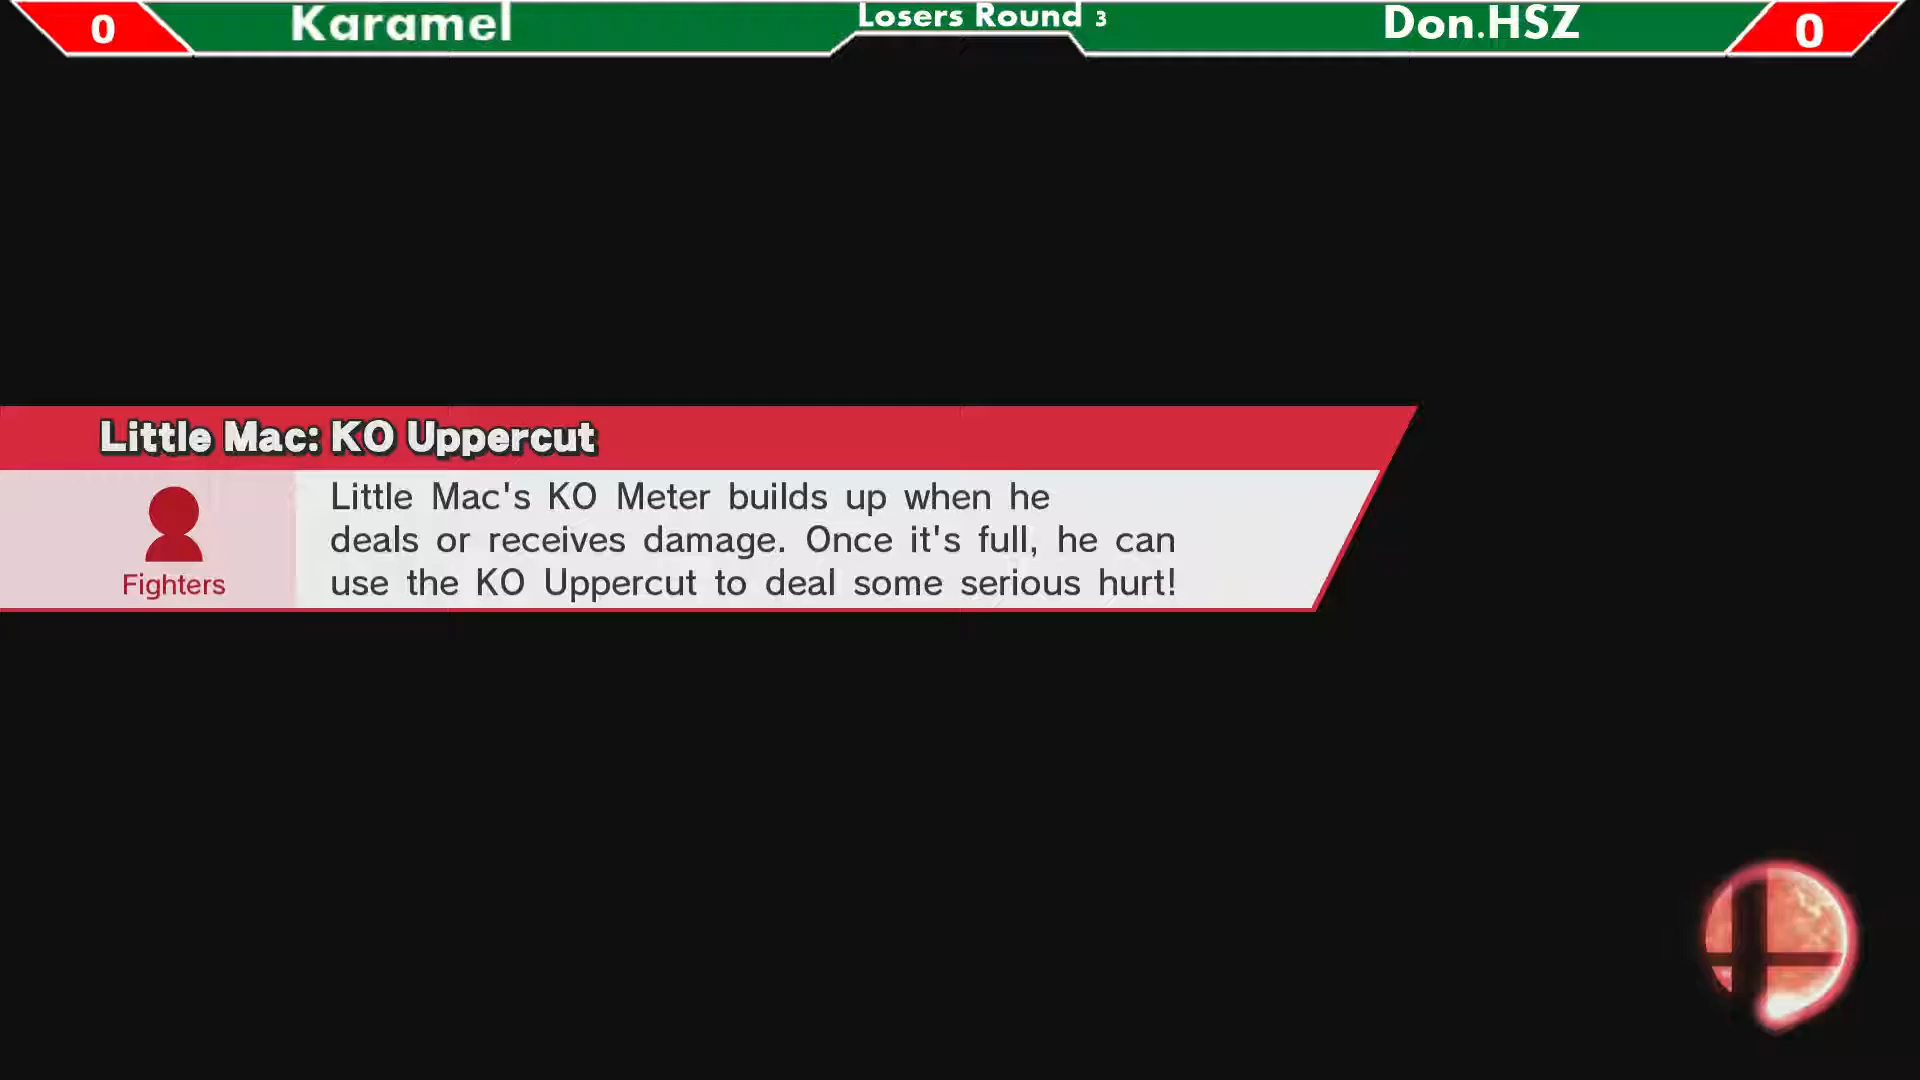 0
Karamel
Losers Round 3
Don.HSZ
0
Little Mac: KO Uppercut
Fighters
Little Mac's KO Meter builds up when he
deals or receives damage. Once it's full, he can
use the KO Uppercut to deal some serious hurt!